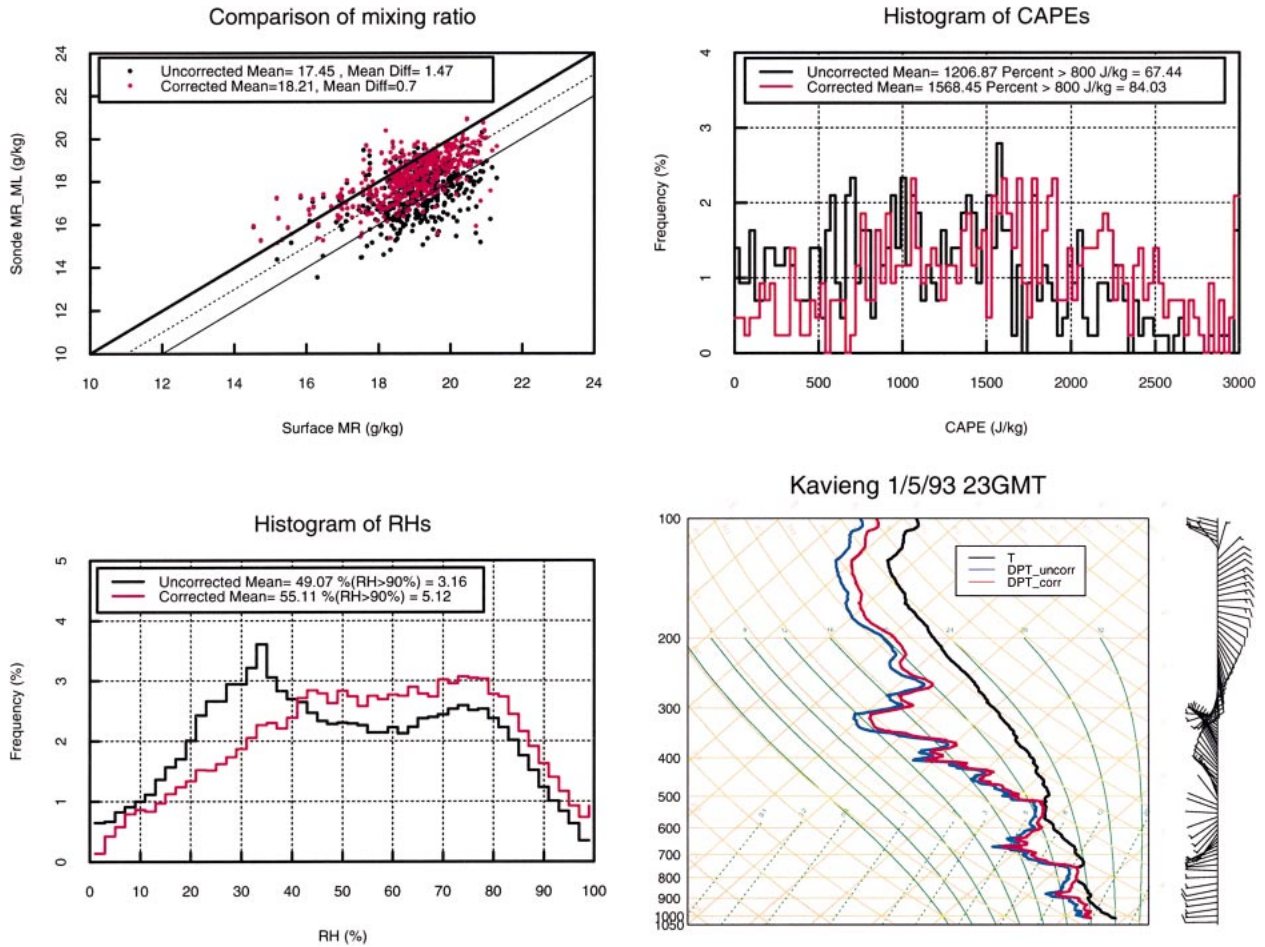 Comparison of mixing ratio
Uncorrected Mean= 17.45 , Mean Diff= 1.47
Corrected Mean=18.21, Mean Diff=0.7
Sonde MR_ML (g/kg)
24
22
20
18
16
14
12
10
10 12 14 16 18 20 22 24
Surface MR (g/kg)
Histogram of CAPEs
Uncorrected Mean= 1206.87 Percent > 800 J/kg = 67.44
Corrected Mean= 1568.45 Percent > 800 J/kg = 84.03
Frequency (%)
4
3
2
1
0
0 500 1000 1500 2000 2500 3000
CAPE (J/kg)
Histogram of RHs
Uncorrected Mean= 49.07 %(RH>90%) = 3.16
Corrected Mean= 55.11 %(RH>90%) = 5.12
Frequency (%)
5
4
3
2
1
0
0 10 20 30 40 50 60 70 80 90 100
RH (%)
Kavieng 1/5/93 23GMT
T
DPT_uncorr
DPT_corr
100
200
300
400
500
600
700
800
900
1000
1050